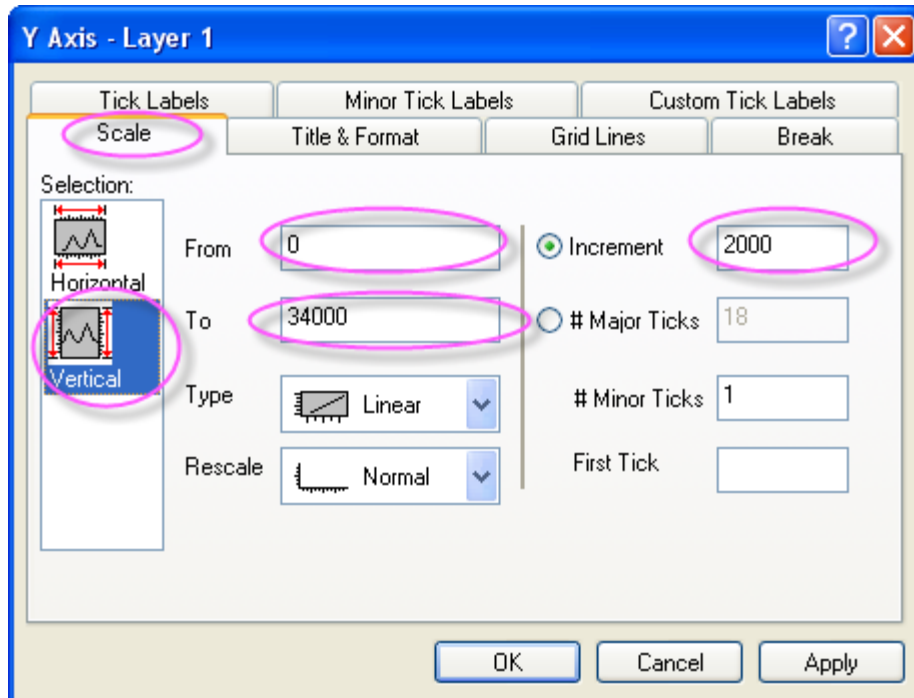 Y Axis - Layer 1
?
Tick Labels
Minor Tick Labels
Custom Tick Labels
Scale
Title & Format
Grid Lines
Break
Selection:
Horizontal
Vertical
From 0
To 34000
Type Linear
Rescale Normal
Increment 2000
# Major Ticks 18
# Minor Ticks 1
First Tick
OK
Cancel
Apply